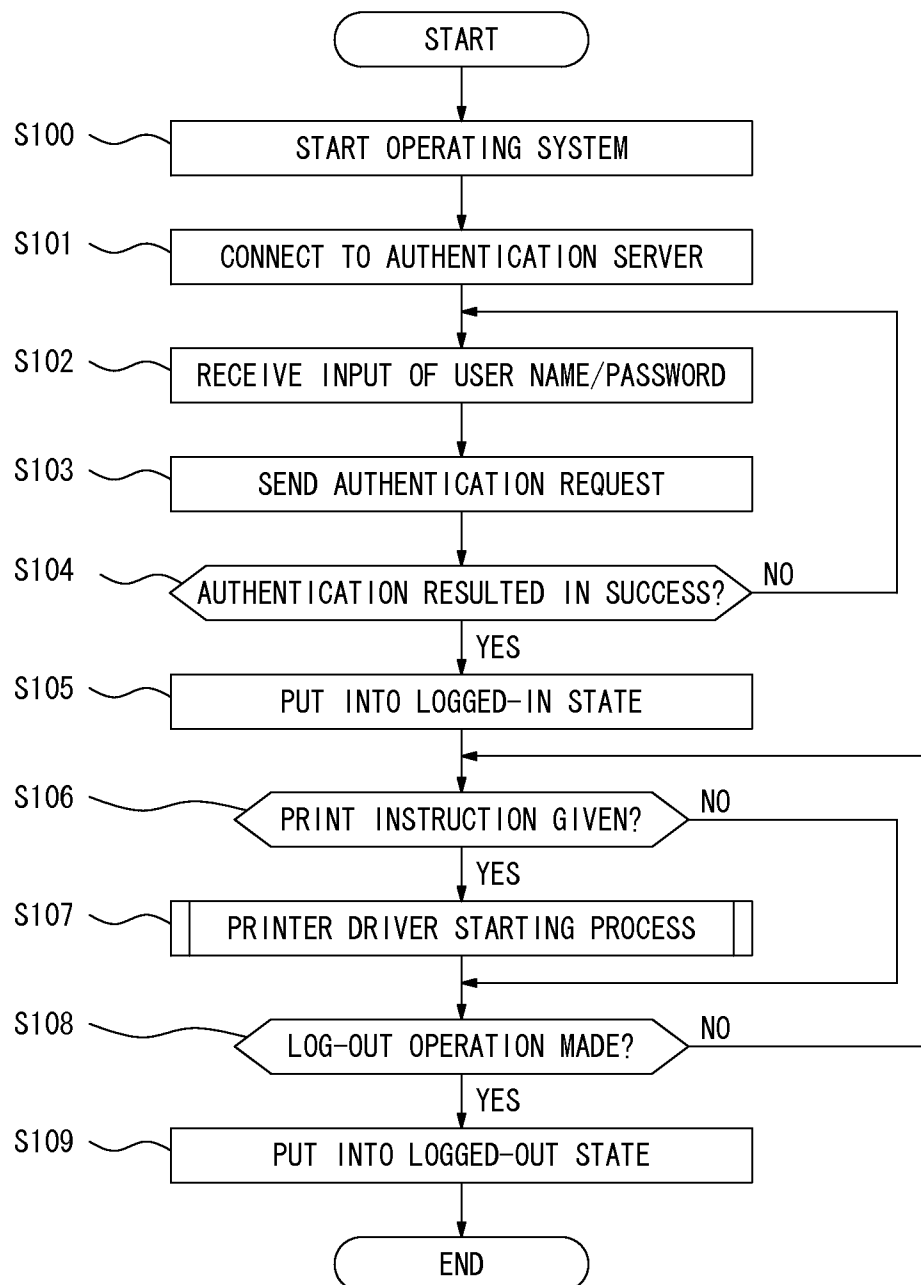 START
S100
START OPERATING SYSTEM
S101
CONNECT TO AUTHENTICATION SERVER
S102
RECEIVE INPUT OF USER NAME/PASSWORD
S103
SEND AUTHENTICATION REQUEST
S104
AUTHENTICATION RESULTED IN SUCCESS?
NO
YES
S105
PUT INTO LOGGED-IN STATE
S106
PRINT INSTRUCTION GIVEN?
NO
YES
S107
PRINTER DRIVER STARTING PROCESS
S108
LOG-OUT OPERATION MADE?
NO
YES
S109
PUT INTO LOGGED-OUT STATE
END